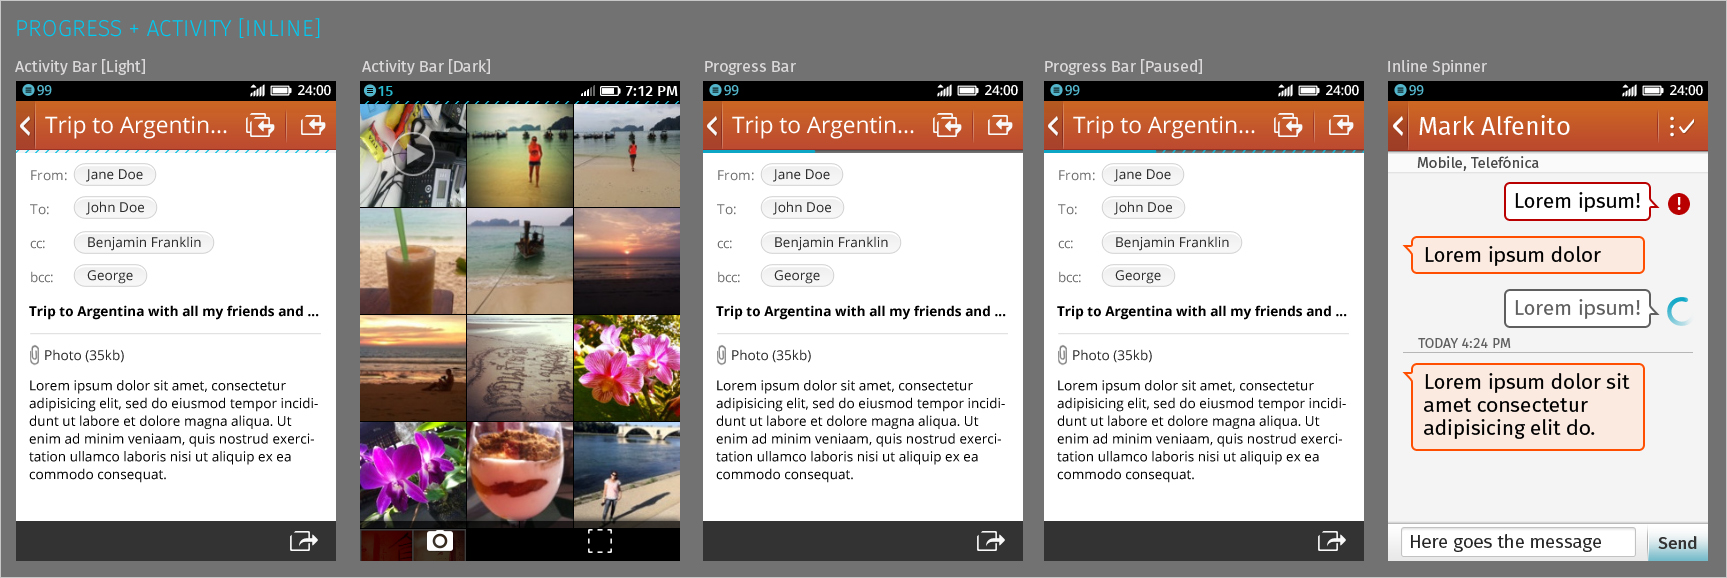 PROGRESS + ACTIVITY [INLINE]
Activity Bar [Light]
99
24:00
Trip to Argentin...
From:
Jane Doe
To:
John Doe
cc:
Benjamin Franklin
bcc:
George
Trip to Argentina with all my friends and ...
Photo (35kb)
Lorem ipsum dolor sit amet, consectetur
adipisicing elit, sed do eiusmod tempor incidi-
dunt ut labore et dolore magna aliqua. Ut
enim ad minim veniaam, quis nostrud exerci-
tation ullamco laboris nisi ut aliquip ex ea
commodo consequat.
Activity Bar [Dark]
15
7:12 PM
Progress Bar
99
24:00
Trip to Argentin...
From:
Jane Doe
To:
John Doe
cc:
Benjamin Franklin
bcc:
George
Trip to Argentina with all my friends and ...
Photo (35kb)
Lorem ipsum dolor sit amet, consectetur
adipisicing elit, sed do eiusmod tempor incidi-
dunt ut labore et dolore magna aliqua. Ut
enim ad minim veniaam, quis nostrud exerci-
tation ullamco laboris nisi ut aliquip ex ea
commodo consequat.
Progress Bar [Paused]
99
24:00
Trip to Argentin...
From:
Jane Doe
To:
John Doe
cc:
Benjamin Franklin
bcc:
George
Trip to Argentina with all my friends and ...
Photo (35kb)
Lorem ipsum dolor sit amet, consectetur
adipisicing elit, sed do eiusmod tempor incidi-
dunt ut labore et dolore magna aliqua. Ut
enim ad minim veniaam, quis nostrud exerci-
tation ullamco laboris nisi ut aliquip ex ea
commodo consequat.
Inline Spinner
99
24:00
Mark Alfenito
Mobile, Telefónica
Lorem ipsum!
Lorem ipsum dolor
Lorem ipsum!
TODAY 4:24 PM
Lorem ipsum dolor sit
amet consectetur
adipisicing elit do.
Here goes the message
Send